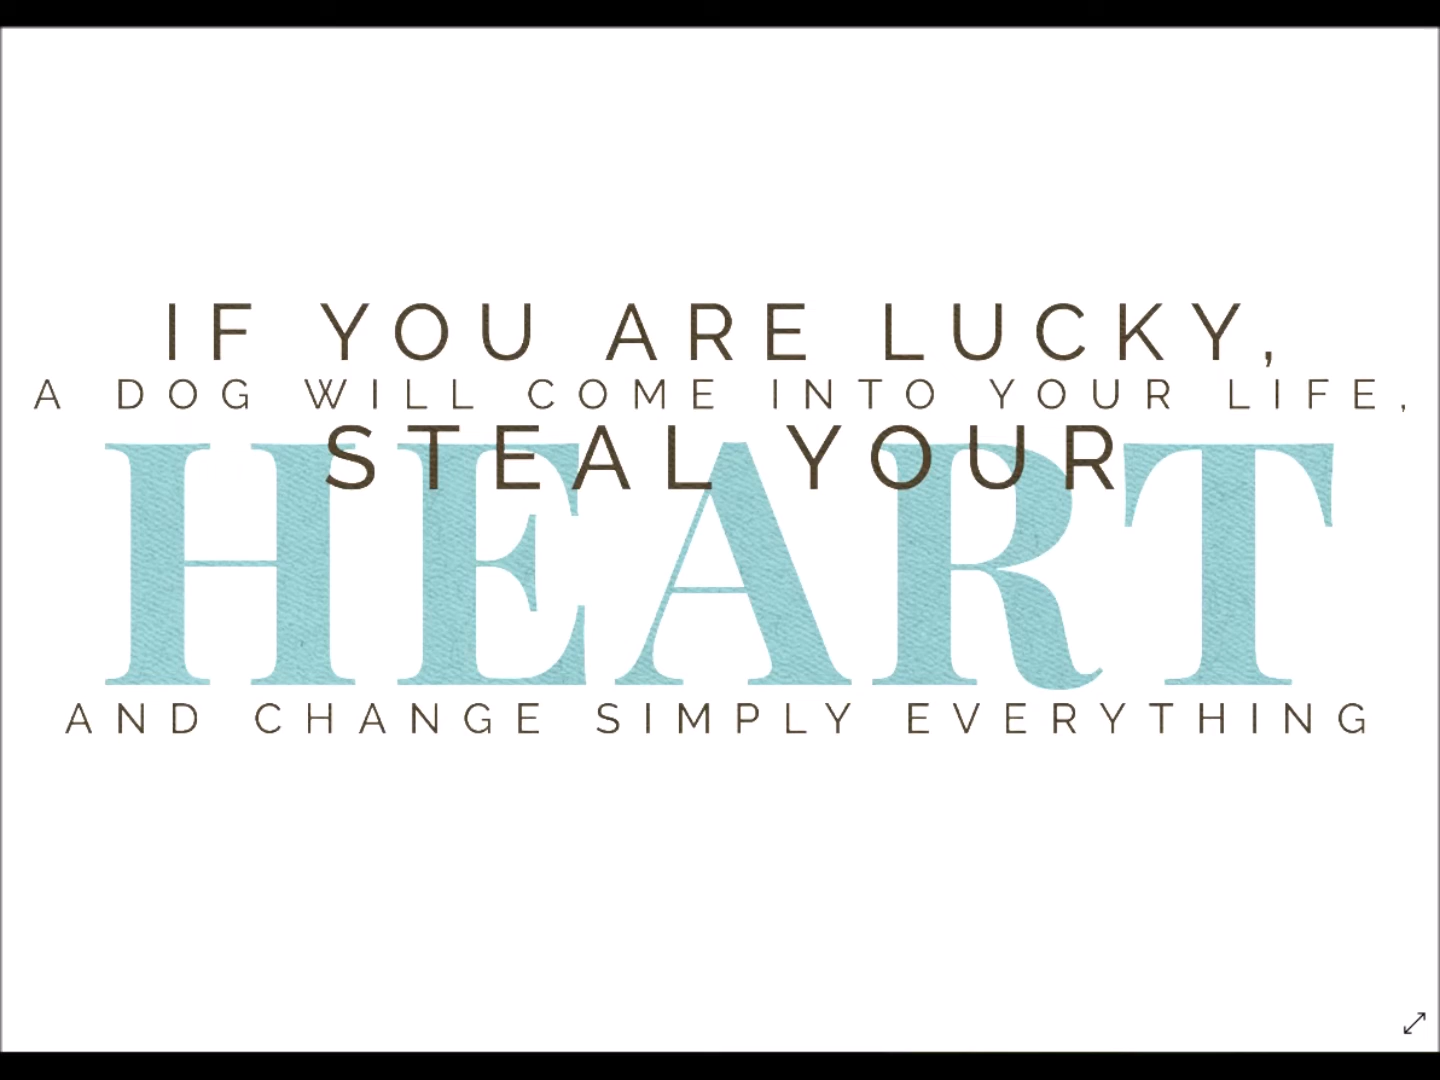 IF YOU ARE LUCKY,
A DOG WILL COME INTO YOUR LIFE,
STEAL YOUR
HEART
AND CHANGE SIMPLY EVERYTHING